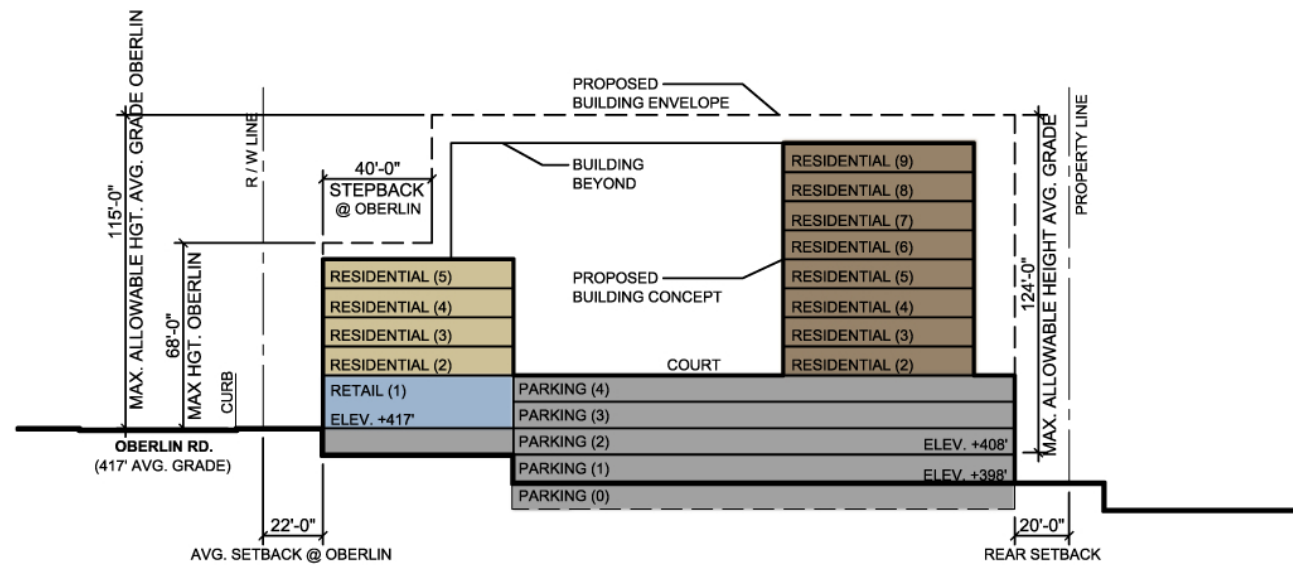 MAX. ALLOWABLE HGT. AVG. GRADE OBERLIN
115'-0"
68'-0"
MAX HGT. OBERLIN
CURB
R / W LINE
40'-0"
STEPBACK
@ OBERLIN
PROPOSED
BUILDING ENVELOPE
BUILDING
BEYOND
PROPOSED
BUILDING CONCEPT
RESIDENTIAL (5)
RESIDENTIAL (4)
RESIDENTIAL (3)
RESIDENTIAL (2)
RETAIL (1)
ELEV. +417'
COURT
RESIDENTIAL (9)
RESIDENTIAL (8)
RESIDENTIAL (7)
RESIDENTIAL (6)
RESIDENTIAL (5)
RESIDENTIAL (4)
RESIDENTIAL (3)
RESIDENTIAL (2)
PARKING (4)
PARKING (3)
PARKING (2)
ELEV. +408'
PARKING (1)
ELEV. +398'
PARKING (0)
124'-0"
MAX. ALLOWABLE HEIGHT AVG. GRADE
PROPERTY LINE
OBERLIN RD.
(417' AVG. GRADE)
22'-0"
AVG. SETBACK @ OBERLIN
20'-0"
REAR SETBACK